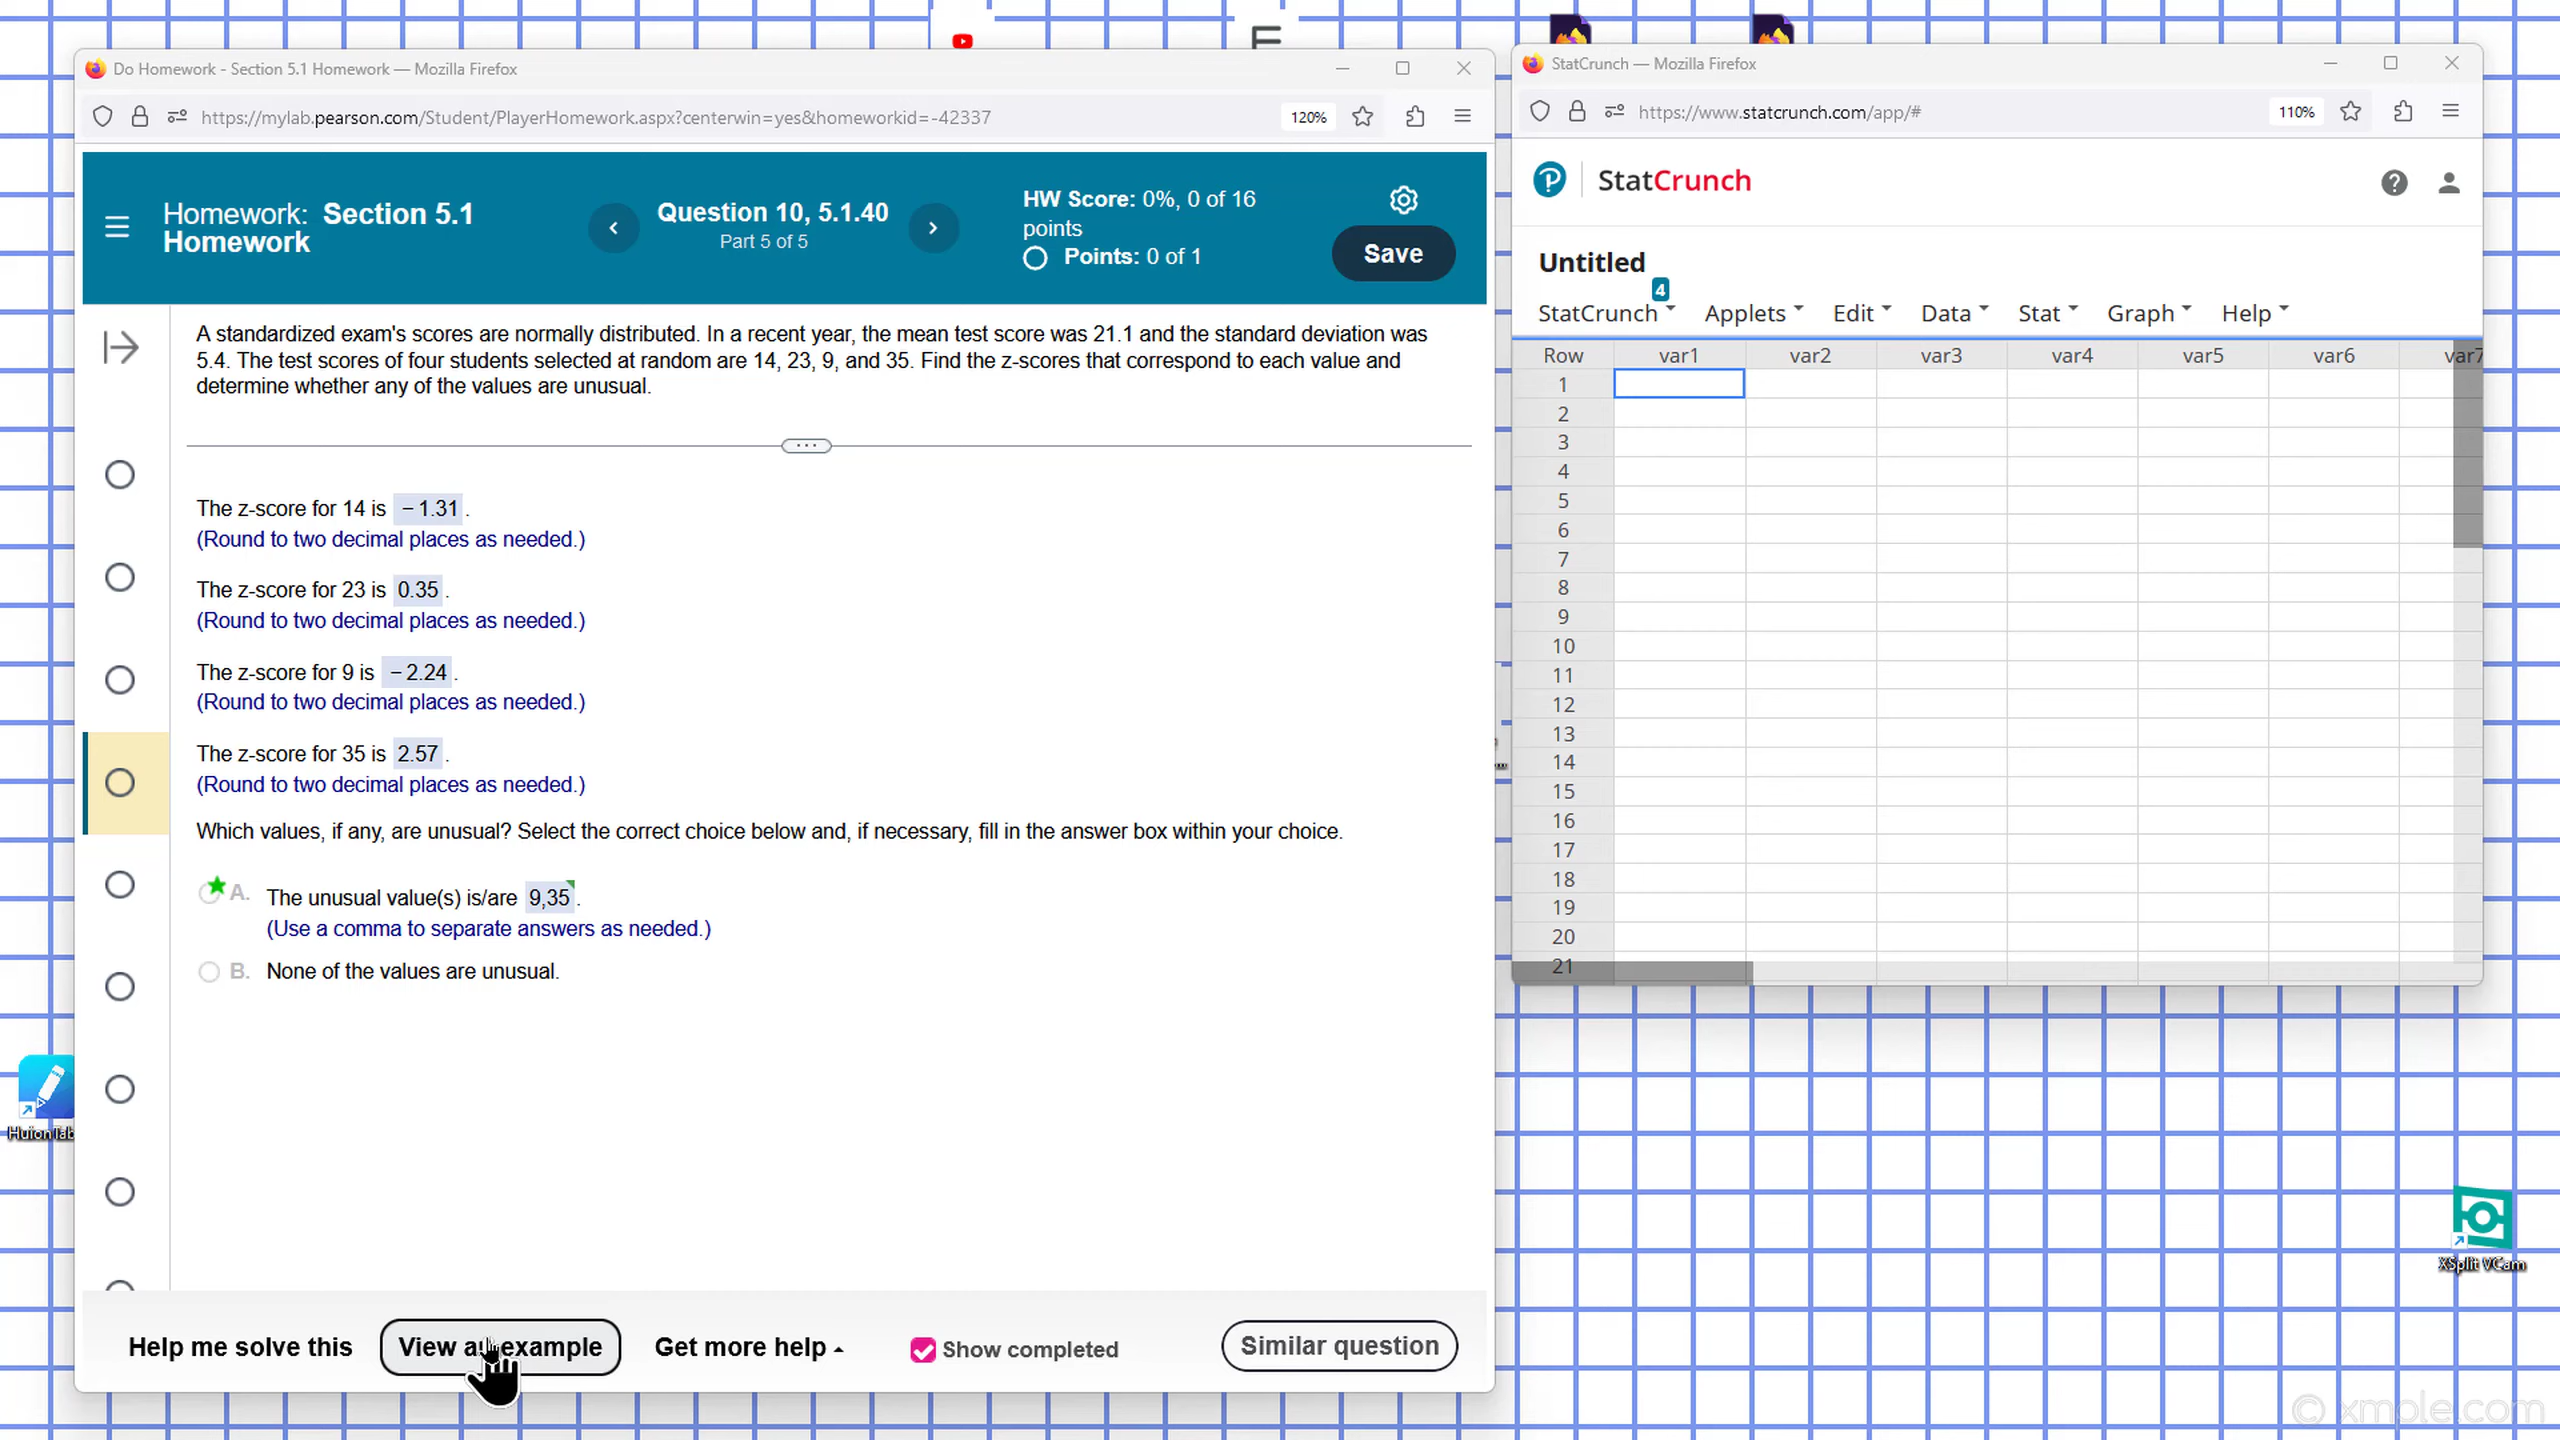 Do Homework - Section 5.1 Homework — Mozilla Firefox
https://mylab.pearson.com/Student/PlayerHomework.aspx?centerwin=yes&homeworkid=-42337
120%
Homework: Section 5.1
Homework
Question 10, 5.1.40
Part 5 of 5
HW Score: 0%, 0 of 16
points
Points: 0 of 1
Save
A standardized exam's scores are normally distributed. In a recent year, the mean test score was 21.1 and the standard deviation was
5.4. The test scores of four students selected at random are 14, 23, 9, and 35. Find the z-scores that correspond to each value and
determine whether any of the values are unusual.
The z-score for 14 is − 1.31 .
(Round to two decimal places as needed.)
The z-score for 23 is 0.35 .
(Round to two decimal places as needed.)
The z-score for 9 is − 2.24 .
(Round to two decimal places as needed.)
The z-score for 35 is 2.57 .
(Round to two decimal places as needed.)
Which values, if any, are unusual? Select the correct choice below and, if necessary, fill in the answer box within your choice.
A. The unusual value(s) is/are 9,35 .
(Use a comma to separate answers as needed.)
B. None of the values are unusual.
Help me solve this
View an example
Get more help
Show completed
Similar question
StatCrunch — Mozilla Firefox
https://www.statcrunch.com/app/#
110%
StatCrunch
Untitled
4
StatCrunch Applets Edit Data Stat Graph Help
Row var1 var2 var3 var4 var5 var6 var7
1
2
3
4
5
6
7
8
9
10
11
12
13
14
15
16
17
18
19
20
21
XSplit VCam
© xmple.com